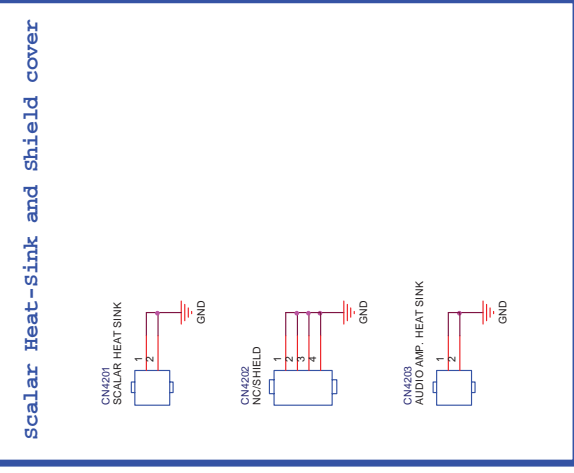 Scalar Heat-Sink and Shield cover
CN4201
SCALAR HEAT SINK
1
2
GND
CN4202
NC/SHIELD
1
2
3
4
GND
CN4203
AUDIO AMP. HEAT SINK
1
2
GND